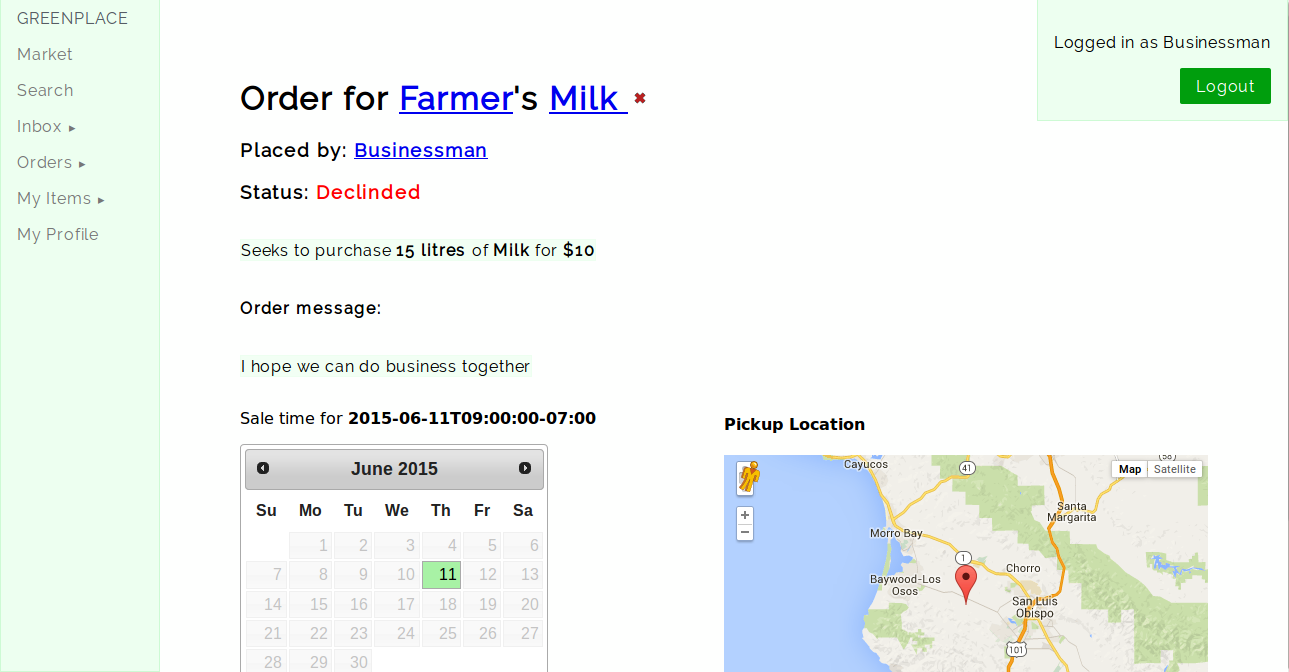 GREENPLACE
Market
Search
Inbox ▸
Orders ▸
My Items ▸
My Profile
Logged in as Businessman
Logout
Order for Farmer's Milk ✖
Placed by: Businessman
Status: Declinded
Seeks to purchase 15 litres of Milk for $10
Order message:
I hope we can do business together
Sale time for 2015-06-11T09:00:00-07:00
June 2015
Su Mo Tu We Th Fr Sa
1 2 3 4 5 6
7 8 9 10 11 12 13
14 15 16 17 18 19 20
21 22 23 24 25 26 27
28 29 30
Pickup Location
Map Satellite
+
−
Cayucos
41
58
Santa
Margarita
Morro Bay
1
Chorro
Baywood-Los
Osos
San Luis
Obispo
101